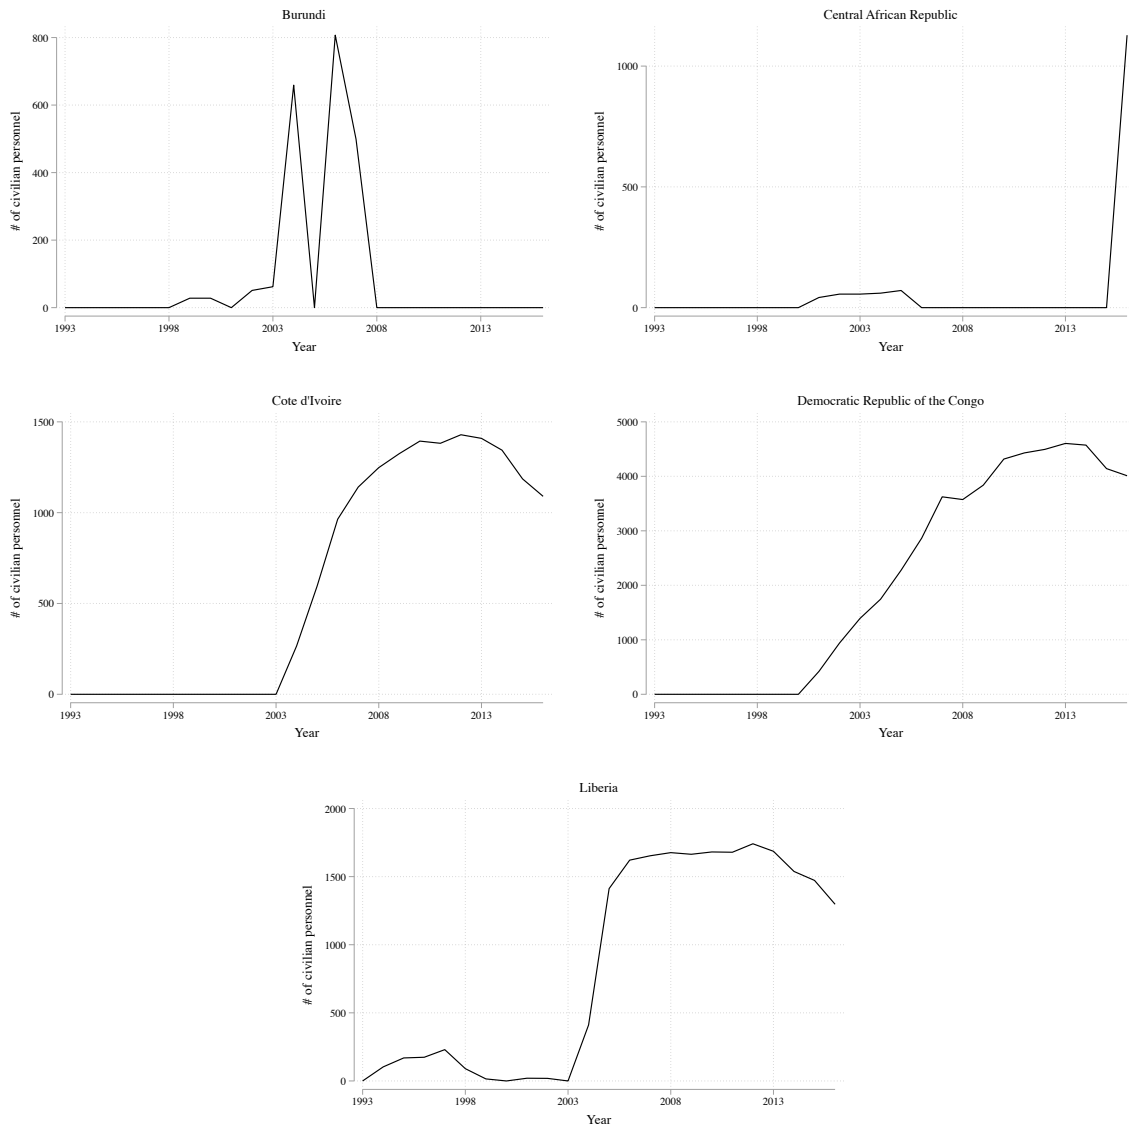 Burundi
# of civilian personnel
800
600
400
200
0
1993 1998 2003 2008 2013
Year
Central African Republic
# of civilian personnel
1000
500
0
1993 1998 2003 2008 2013
Year
Cote d'Ivoire
# of civilian personnel
1500
1000
500
0
1993 1998 2003 2008 2013
Year
Democratic Republic of the Congo
# of civilian personnel
5000
4000
3000
2000
1000
0
1993 1998 2003 2008 2013
Year
Liberia
# of civilian personnel
2000
1500
1000
500
0
1993 1998 2003 2008 2013
Year